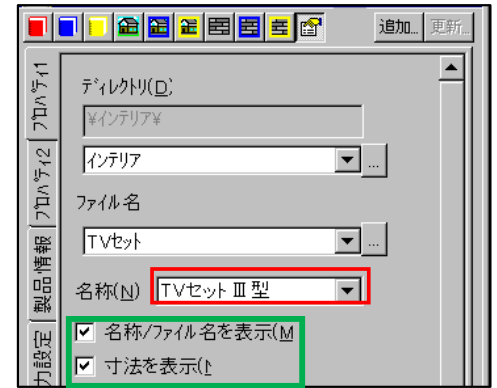 追加... 更新...
プロパティ1
プロパティ2
製品情報
力設定
ディレクトリ(D)
¥インテリア¥
インテリア
...
ファイル名
TVセット
...
名称(N) TVセットⅢ型
名称/ファイル名を表示(M
寸法を表示(